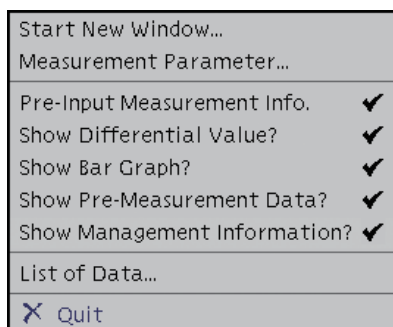 Start New Window...
Measurement Parameter...
Pre-Input Measurement Info.
Show Differential Value?
Show Bar Graph?
Show Pre-Measurement Data?
Show Management Information?
List of Data...
Quit